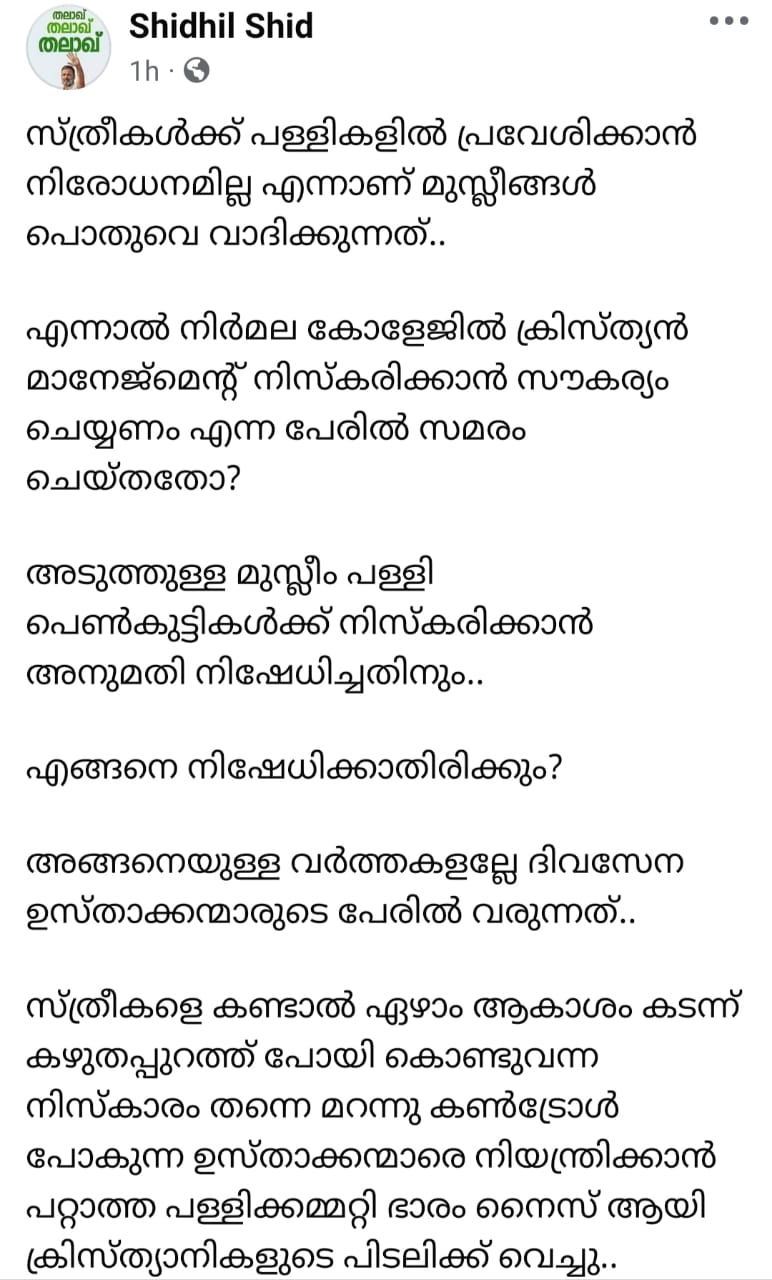 തലാഖ്
തലാഖ്
തലാഖ്
Shidhil Shid
1h ·
സ്ത്രീകൾക്ക് പള്ളികളിൽ പ്രവേശിക്കാൻ
നിരോധനമില്ല എന്നാണ് മുസ്ലീങ്ങൾ
പൊതുവെ വാദിക്കുന്നത്..
എന്നാൽ നിർമല കോളേജിൽ ക്രിസ്ത്യൻ
മാനേജ്മെന്റ് നിസ്കരിക്കാൻ സൗകര്യം
ചെയ്യണം എന്ന പേരിൽ സമരം
ചെയ്തതോ?
അടുത്തുള്ള മുസ്ലീം പള്ളി
പെൺകുട്ടികൾക്ക് നിസ്കരിക്കാൻ
അനുമതി നിഷേധിച്ചതിനും..
എങ്ങനെ നിഷേധിക്കാതിരിക്കും?
അങ്ങനെയുള്ള വർത്തകളല്ലേ ദിവസേന
ഉസ്താക്കന്മാരുടെ പേരിൽ വരുന്നത്..
സ്ത്രീകളെ കണ്ടാൽ ഏഴാം ആകാശം കടന്ന്
കഴുതപ്പുറത്ത് പോയി കൊണ്ടുവന്ന
നിസ്കാരം തന്നെ മറന്നു കൺട്രോൾ
പോകുന്ന ഉസ്താക്കന്മാരെ നിയന്ത്രിക്കാൻ
പറ്റാത്ത പള്ളിക്കമ്മറ്റി ഭാരം നൈസ് ആയി
ക്രിസ്ത്യാനികളുടെ പിടലിക്ക് വെച്ചു..